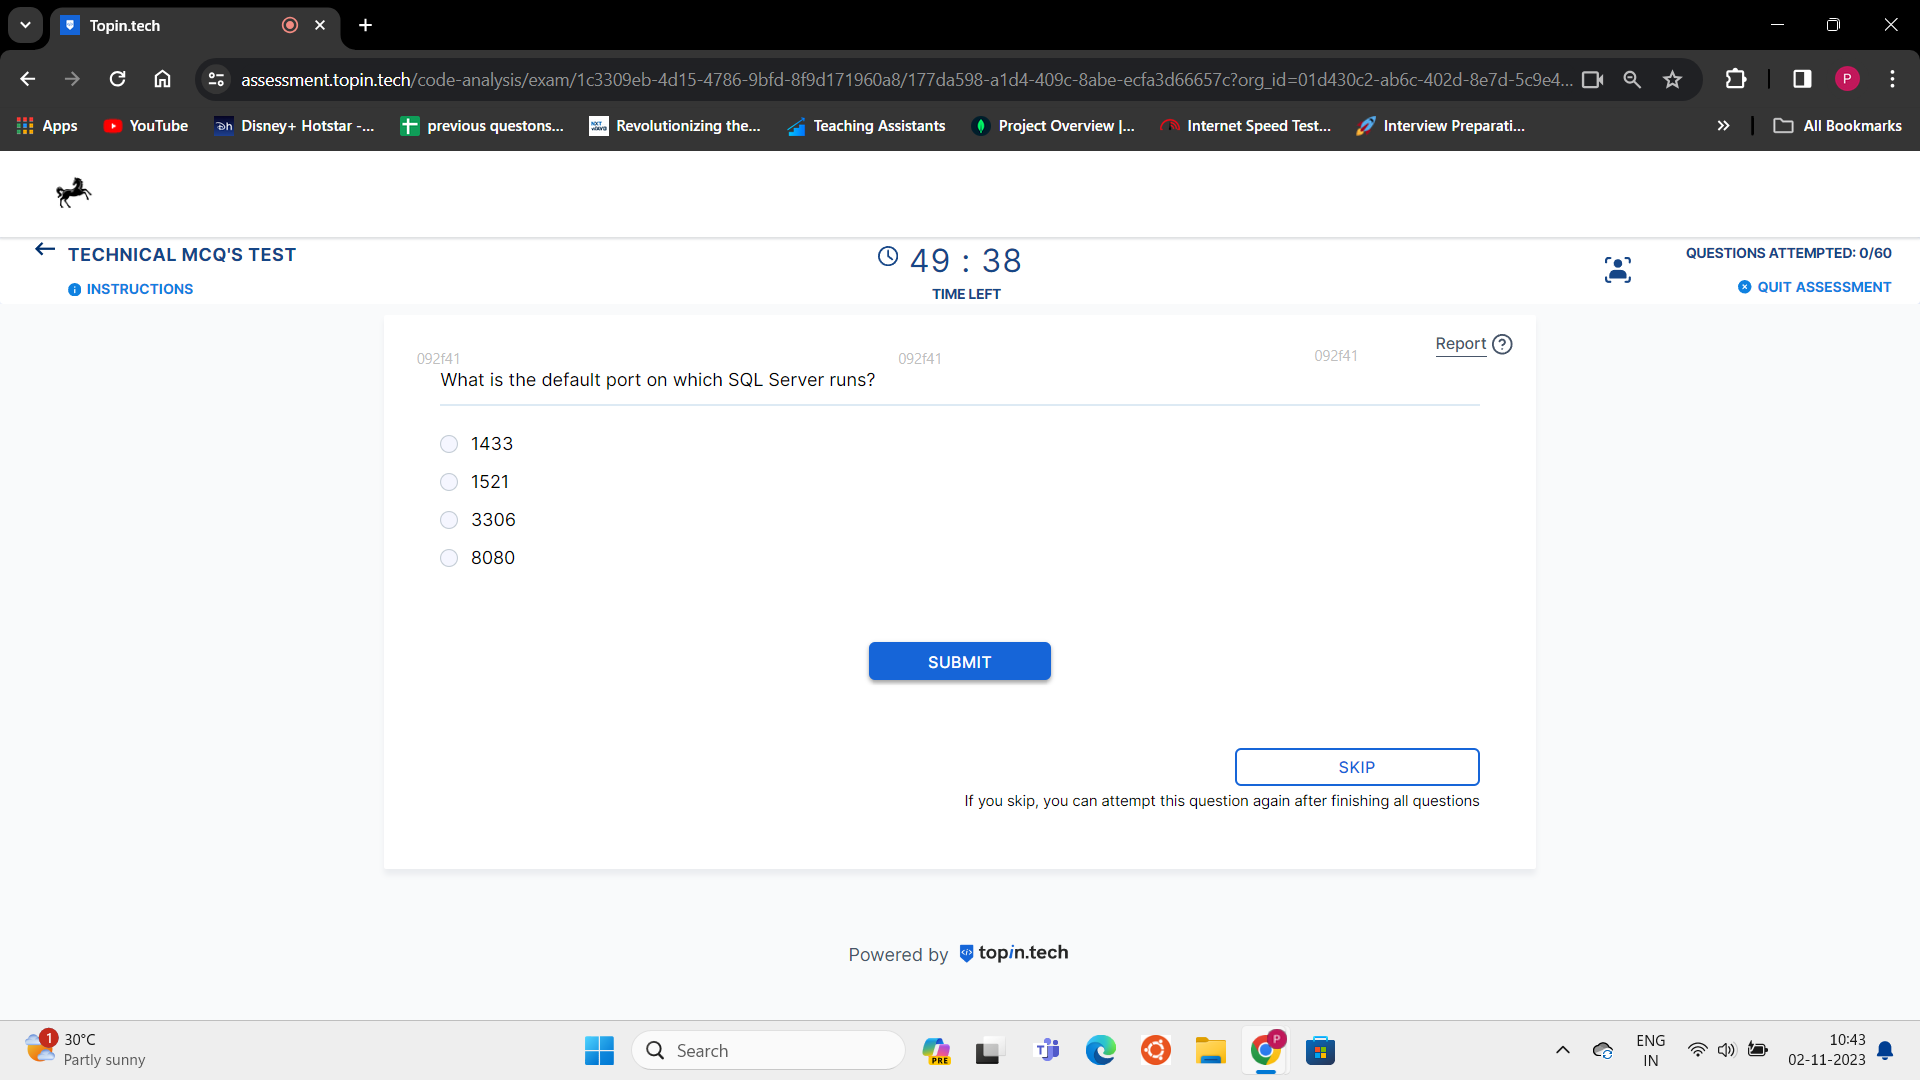 Topin.tech
assessment.topin.tech/code-analysis/exam/1c3309eb-4d15-4786-9bfd-8f9d171960a8/177da598-a1d4-409c-8abe-ecfa3d66657c?org_id=01d430c2-ab6c-402d-8e7d-5c9e4...
P
Apps
YouTube
Disney+ Hotstar -...
previous questons...
Revolutionizing the...
Teaching Assistants
Project Overview |...
Internet Speed Test...
Interview Preparati...
All Bookmarks
TECHNICAL MCQ'S TEST
INSTRUCTIONS
49 : 38
TIME LEFT
QUESTIONS ATTEMPTED: 0/60
QUIT ASSESSMENT
Report
092f41
092f41
092f41
What is the default port on which SQL Server runs?
1433
1521
3306
8080
SUBMIT
SKIP
If you skip, you can attempt this question again after finishing all questions
Powered by topin.tech
1
30°C
Partly sunny
Search
PRE
P
ENG
IN
10:43
02-11-2023